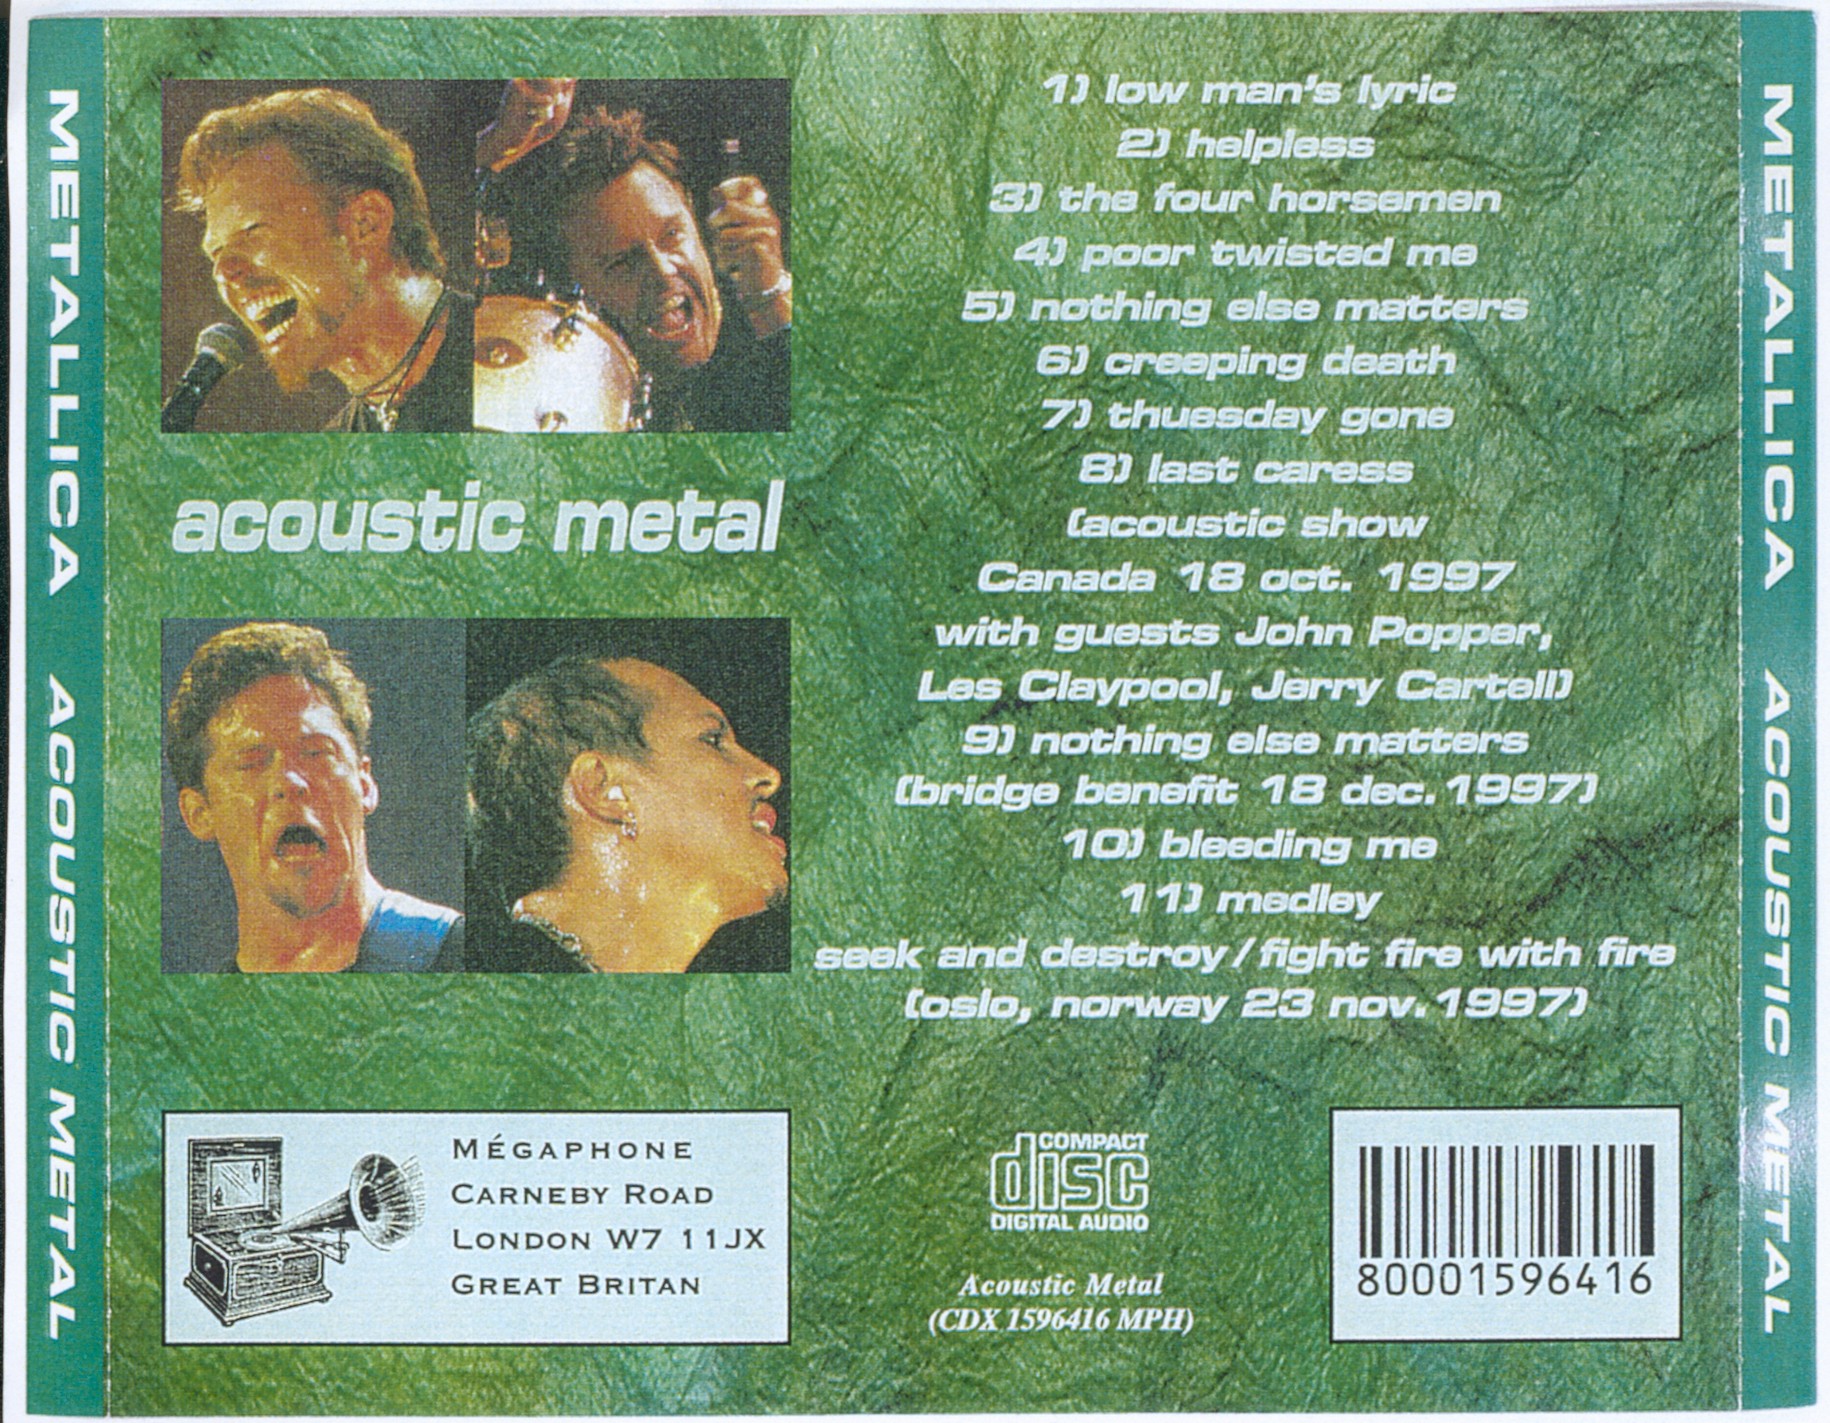 METALLICA ACOUSTIC METAL
1) low man's lyric
2) helpless
3) the four horsemen
4) poor twisted me
5) nothing else matters
6) creeping death
7) thuesday gone
8) last caress
(acoustic show
Canada 18 oct. 1997
with guests John Popper,
Les Claypool, Jerry Cartell)
9) nothing else matters
(bridge benefit 18 dec. 1997)
10) bleeding me
11) medley
seek and destroy / fight fire with fire
(oslo, norway 23 nov. 1997)
acoustic metal
MÉGAPHONE
CARNEBY ROAD
LONDON W7 11JX
GREAT BRITAN
COMPACT
disc
DIGITAL AUDIO
Acoustic Metal
(CDX 1596416 MPH)
80001596416
METALLICA ACOUSTIC METAL